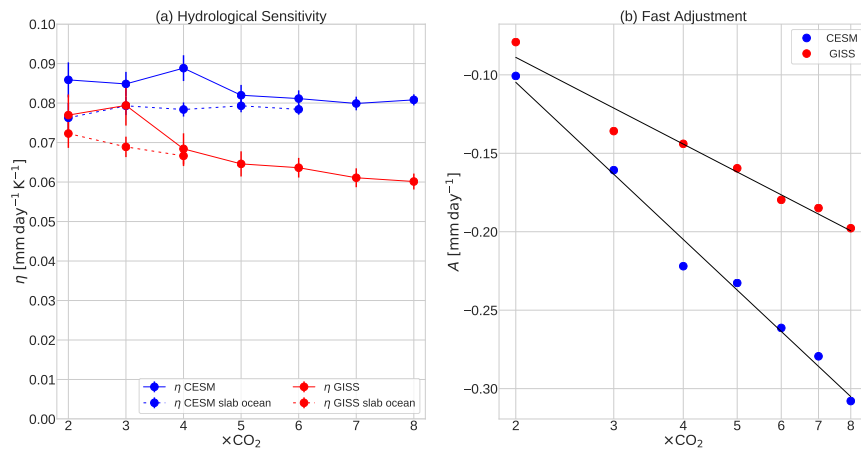 (a) Hydrological Sensitivity
η [mm day⁻¹ K⁻¹]
0.10
0.09
0.08
0.07
0.06
0.05
0.04
0.03
0.02
0.01
0.00
η CESM
η CESM slab ocean
η GISS
η GISS slab ocean
2 3 4 5 6 7 8
×CO₂
(b) Fast Adjustment
A [mm day⁻¹]
CESM
GISS
−0.10
−0.15
−0.20
−0.25
−0.30
2 3 4 5 6 7 8
×CO₂